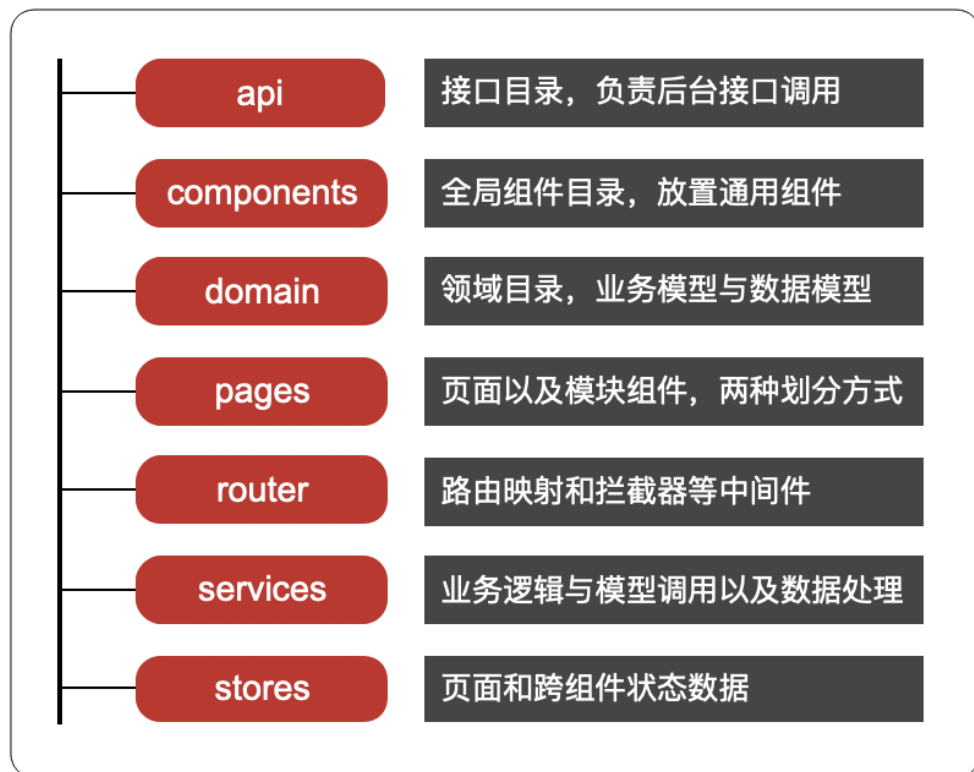 api
接口目录，负责后台接口调用
components
全局组件目录，放置通用组件
domain
领域目录，业务模型与数据模型
pages
页面以及模块组件，两种划分方式
router
路由映射和拦截器等中间件
services
业务逻辑与模型调用以及数据处理
stores
页面和跨组件状态数据